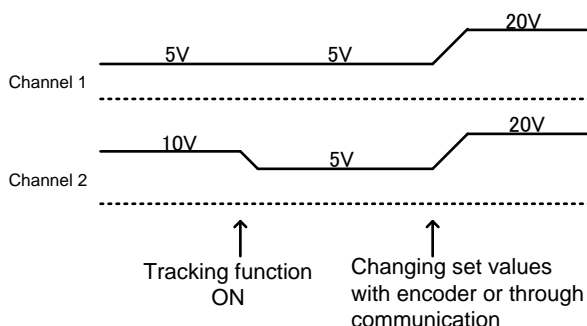 20V
5V 5V
Channel 1
20V
10V
5V
Channel 2
Tracking function
ON
Changing set values
with encoder or through
communication